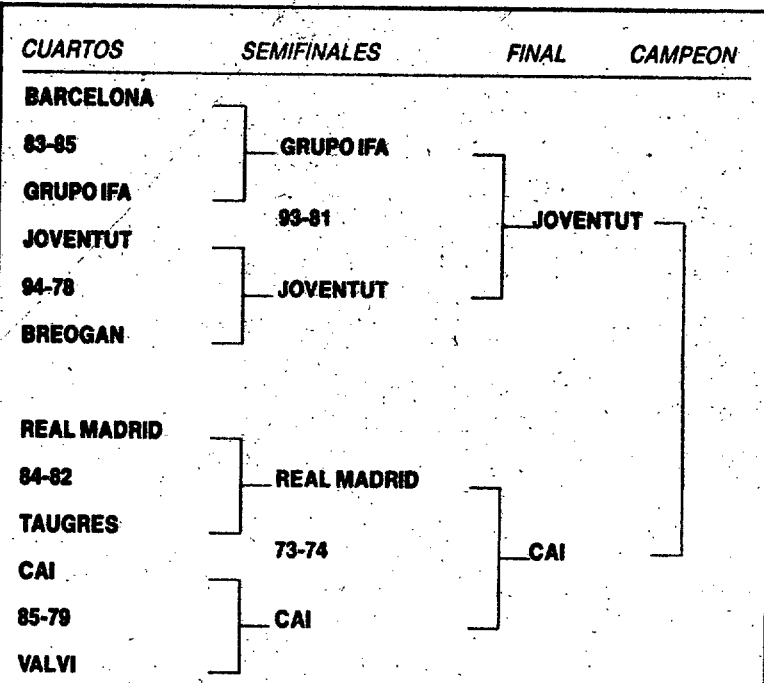 CUARTOS SEMIFINALES FINAL CAMPEON
BARCELONA
83-85
GRUPO IFA
GRUPO IFA
93-81
JOVENTUT
JOVENTUT
94-78
JOVENTUT
BREOGAN
REAL MADRID
84-82
REAL MADRID
TAUGRES
73-74
CAI
CAI
85-79
CAI
VALVI